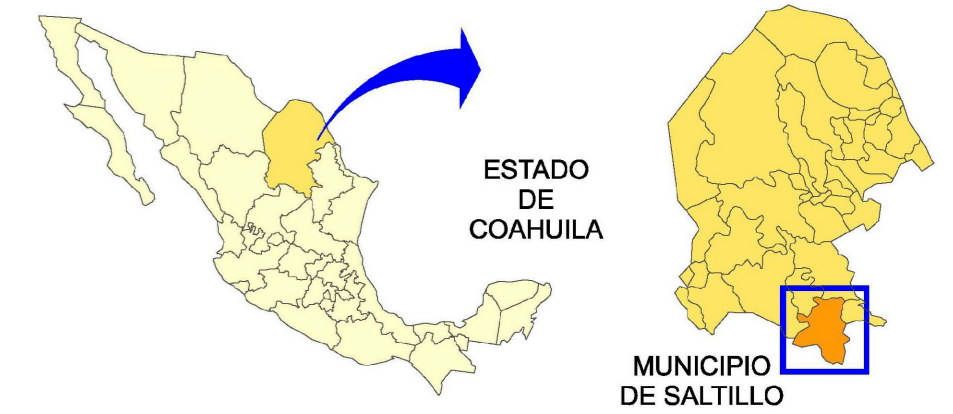 ESTADO
DE
COAHUILA
MUNICIPIO
DE SALTILLO